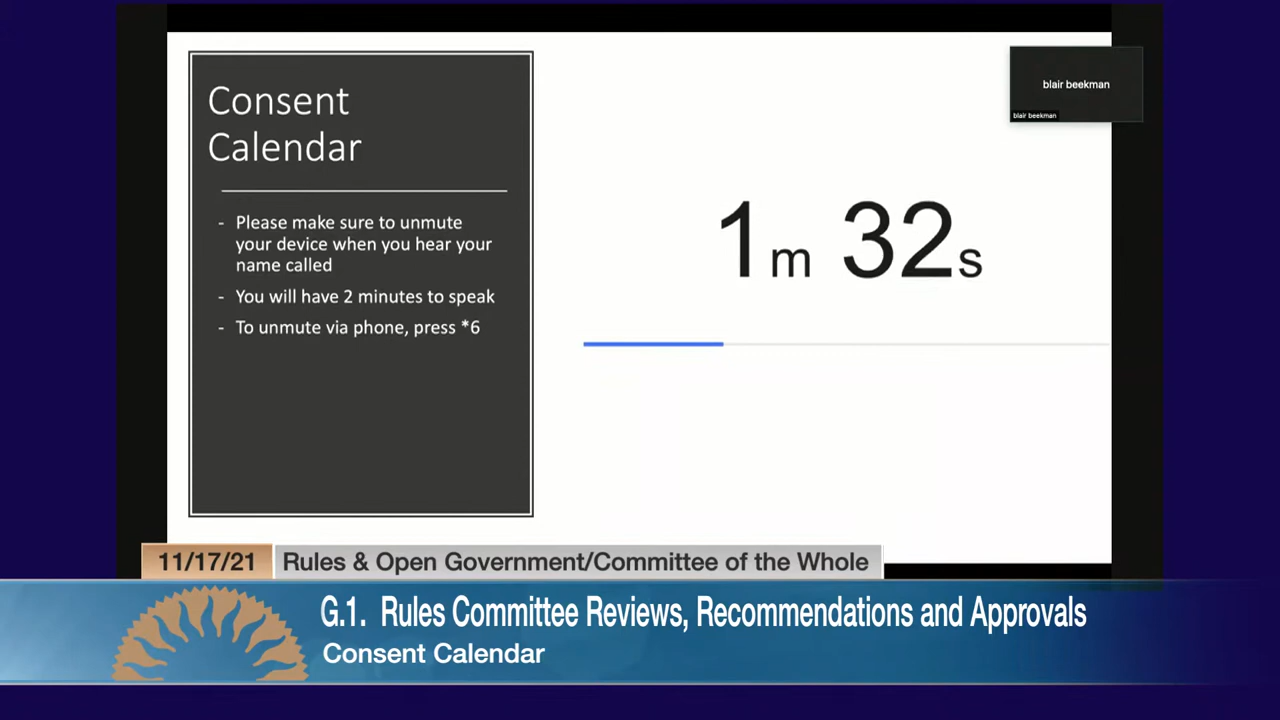 Consent
Calendar
- Please make sure to unmute
your device when you hear your
name called
- You will have 2 minutes to speak
- To unmute via phone, press *6
1m 32s
blair beekman
blair beekman
11/17/21
Rules & Open Government/Committee of the Whole
G.1. Rules Committee Reviews, Recommendations and Approvals
Consent Calendar